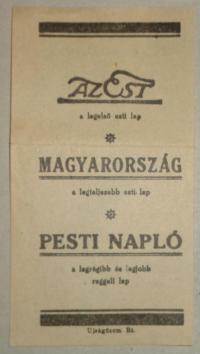 AZ EST
a legelső esti lap
MAGYARORSZÁG
a legteljesebb esti lap
PESTI NAPLÓ
a legrégibb és legjobb
reggeli lap
Ujságüzem Rt.